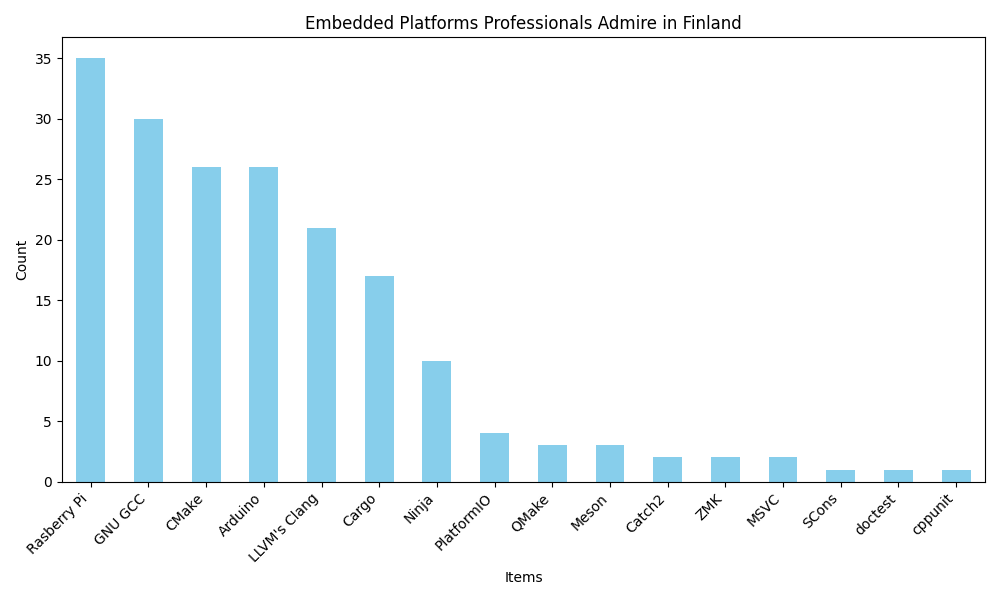 Embedded Platforms Professionals Admire in Finland
Count
35
30
25
20
15
10
5
0
Rasberry Pi
GNU GCC
CMake
Arduino
LLVM's Clang
Cargo
Ninja
PlatformIO
QMake
Meson
Catch2
ZMK
MSVC
SCons
doctest
cppunit
Items